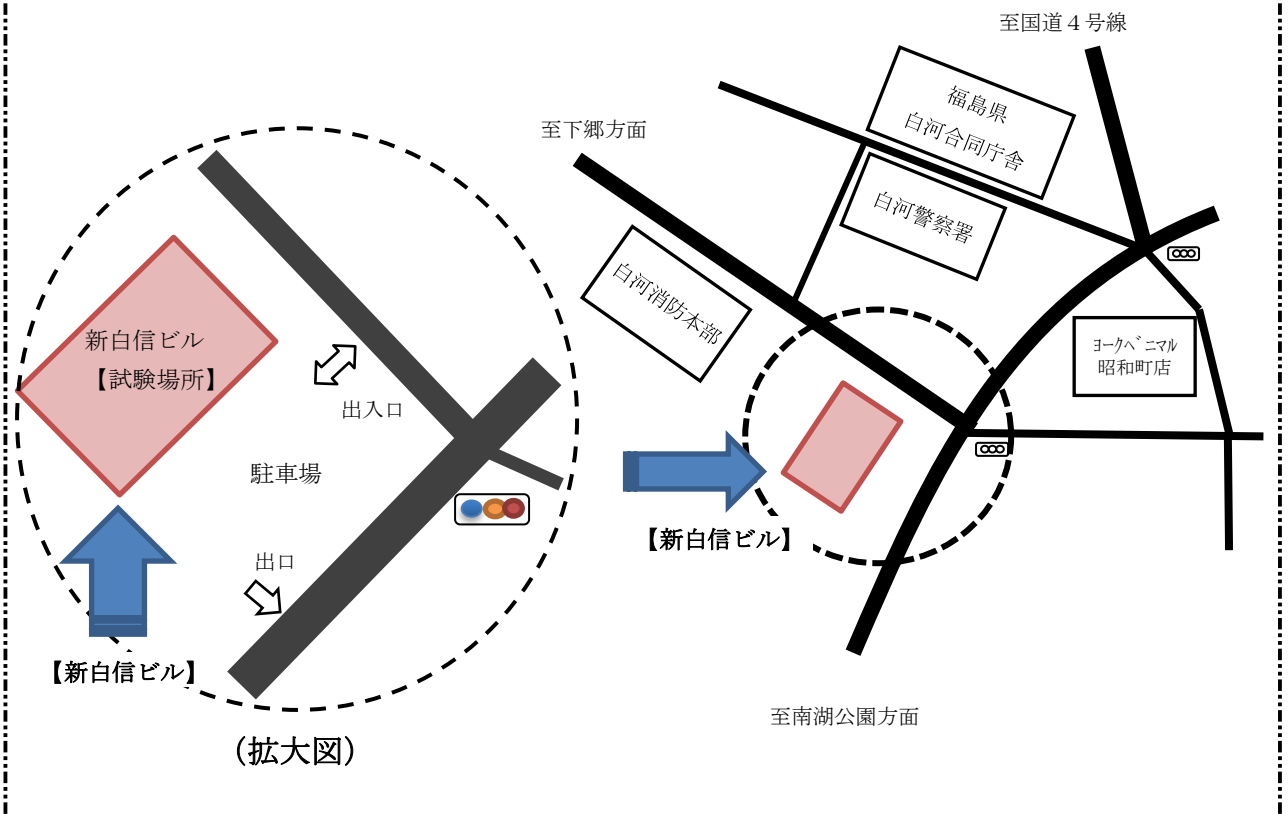 至国道４号線
福島県
白河合同庁舎
至下郷方面
白河警察署
白河消防本部
ﾖｰｸﾍﾞﾆﾏﾙ
昭和町店
新白信ビル
【試験場所】
出入口
駐車場
【新白信ビル】
出口
【新白信ビル】
至南湖公園方面
（拡大図）